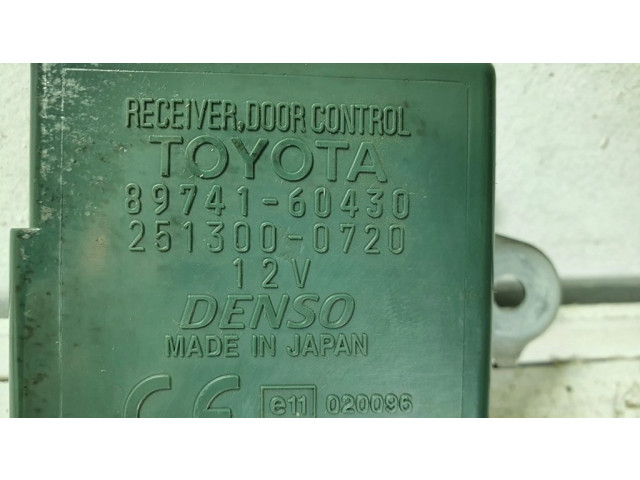 RECEIVER,DOOR CONTROL
TOYOTA
89741-60430
251300-0720
12V
DENSO
MADE IN JAPAN
CE e11 020096